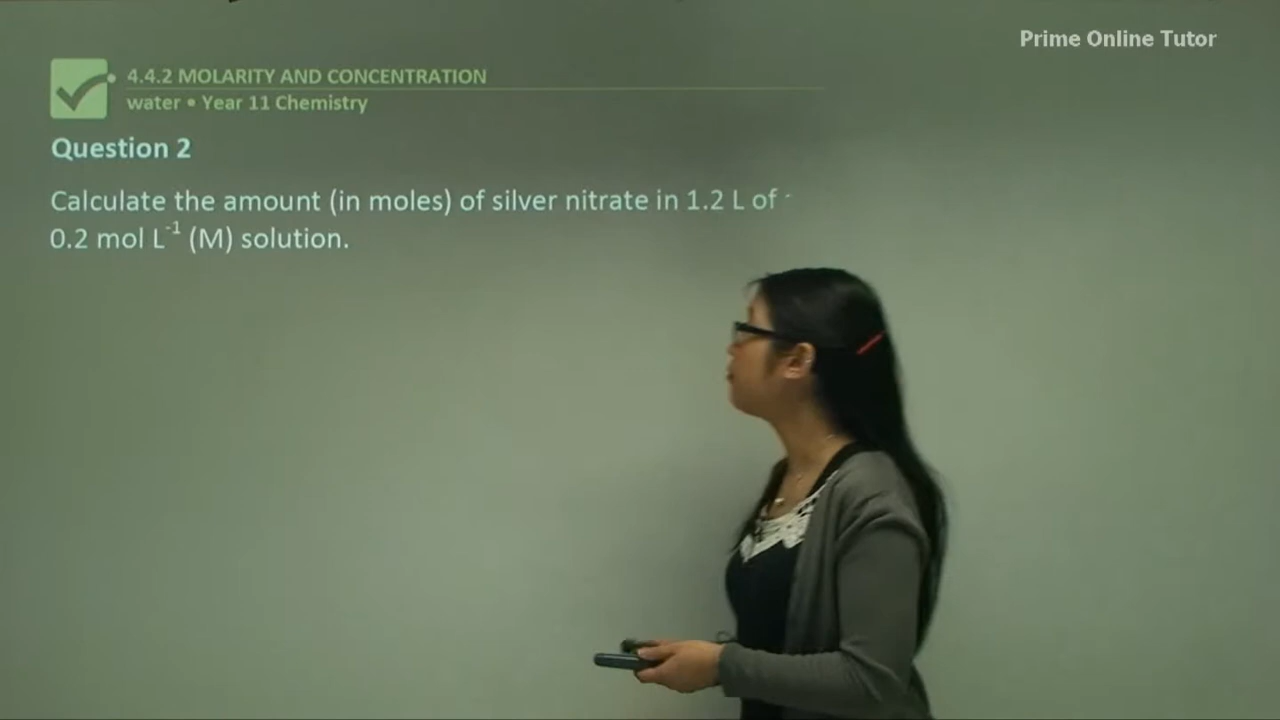 Prime Online Tutor
4.4.2 MOLARITY AND CONCENTRATION
water • Year 11 Chemistry
Question 2
Calculate the amount (in moles) of silver nitrate in 1.2 L of
0.2 mol L⁻¹ (M) solution.